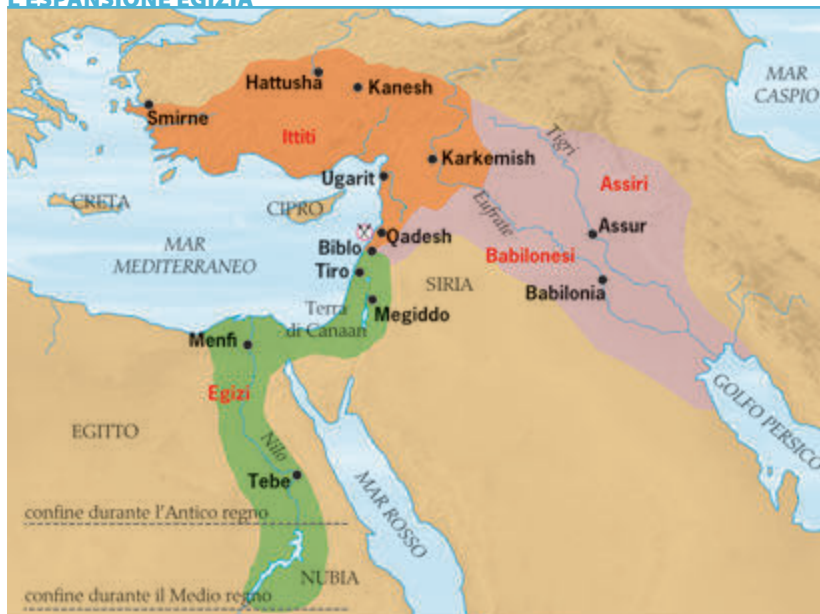 L'ESPANSIONE EGIZIA
MAR
CASPIO
Hattusha
Kanesh
Smirne
Ittiti
Tigri
Karkemish
Ugarit
Assiri
CRETA
CIPRO
Eufrate
Assur
MAR
MEDITERRANEO
Qadesh
Biblo
Babilonesi
Tiro
SIRIA
Babilonia
Terra
di Canaan
Megiddo
Menfi
Egizi
GOLFO PERSICO
EGITTO
Nilo
Tebe
MAR ROSSO
confine durante l'Antico regno
NUBIA
confine durante il Medio regno